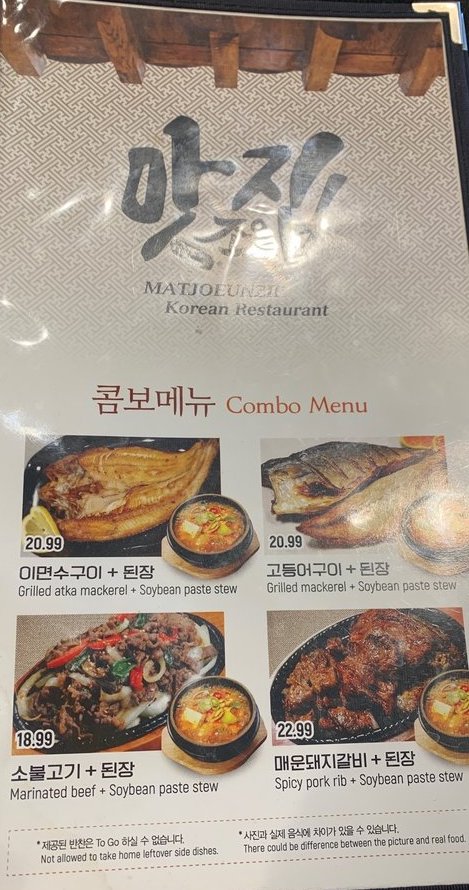 맛좋은집
MATJOEUNZIP
Korean Restaurant
콤보메뉴 Combo Menu
20.99
이면수구이 + 된장
Grilled atka mackerel + Soybean paste stew
20.99
고등어구이 + 된장
Grilled mackerel + Soybean paste stew
18.99
소불고기 + 된장
Marinated beef + Soybean paste stew
22.99
매운돼지갈비 + 된장
Spicy pork rib + Soybean paste stew
*제공된 반찬은 To Go 하실 수 없습니다.
Not allowed to take home leftover side dishes.
*사진과 실제 음식에 차이가 있을 수 있습니다.
There could be difference between the picture and real food.